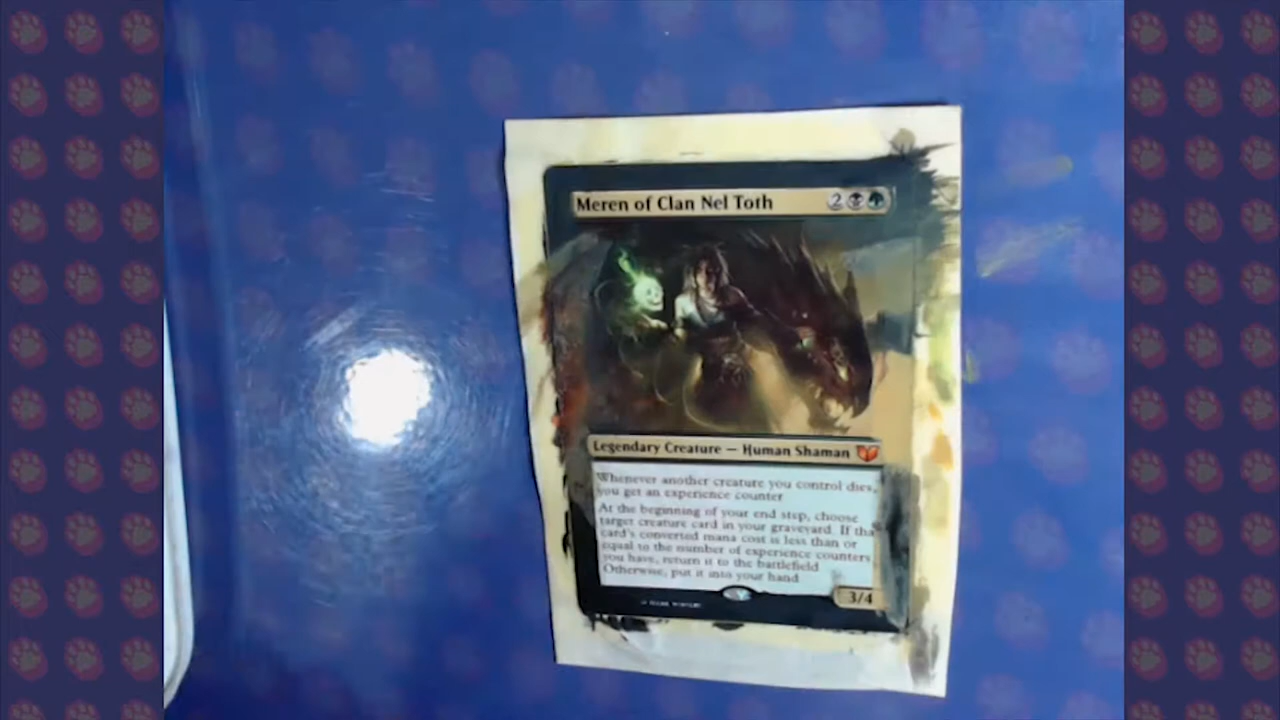 Meren of Clan Nel Toth 2
Legendary Creature — Human Shaman
Whenever another creature you control dies,
you get an experience counter
At the beginning of your end step, choose
target creature card in your graveyard. If tha
card's converted mana cost is less than or
equal to the number of experience counters
you have, return it to the battlefield
Otherwise, put it into your hand
3/4